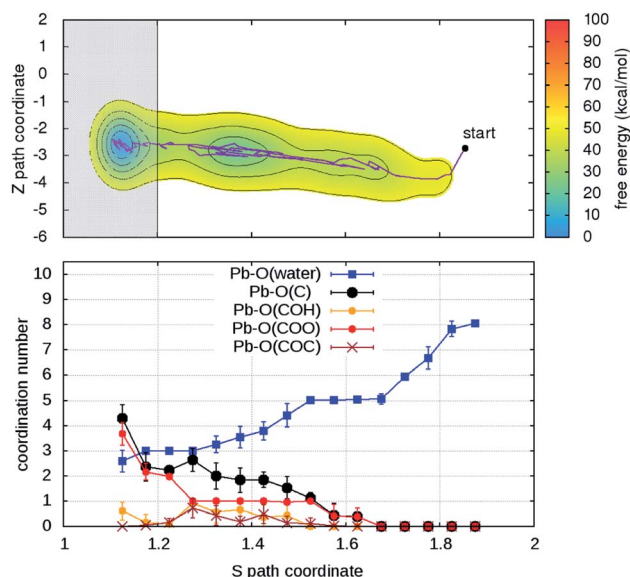 2
1
0
-1
-2
-3
-4
-5
-6
Z path coordinate
start
100
90
80
70
60
50
40
30
20
10
0
free energy (kcal/mol)
10
9
8
7
6
5
4
3
2
1
0
coordination number
Pb-O(water)
Pb-O(C)
Pb-O(COH)
Pb-O(COO)
Pb-O(COC)
1 1.2 1.4 1.6 1.8 2
S path coordinate